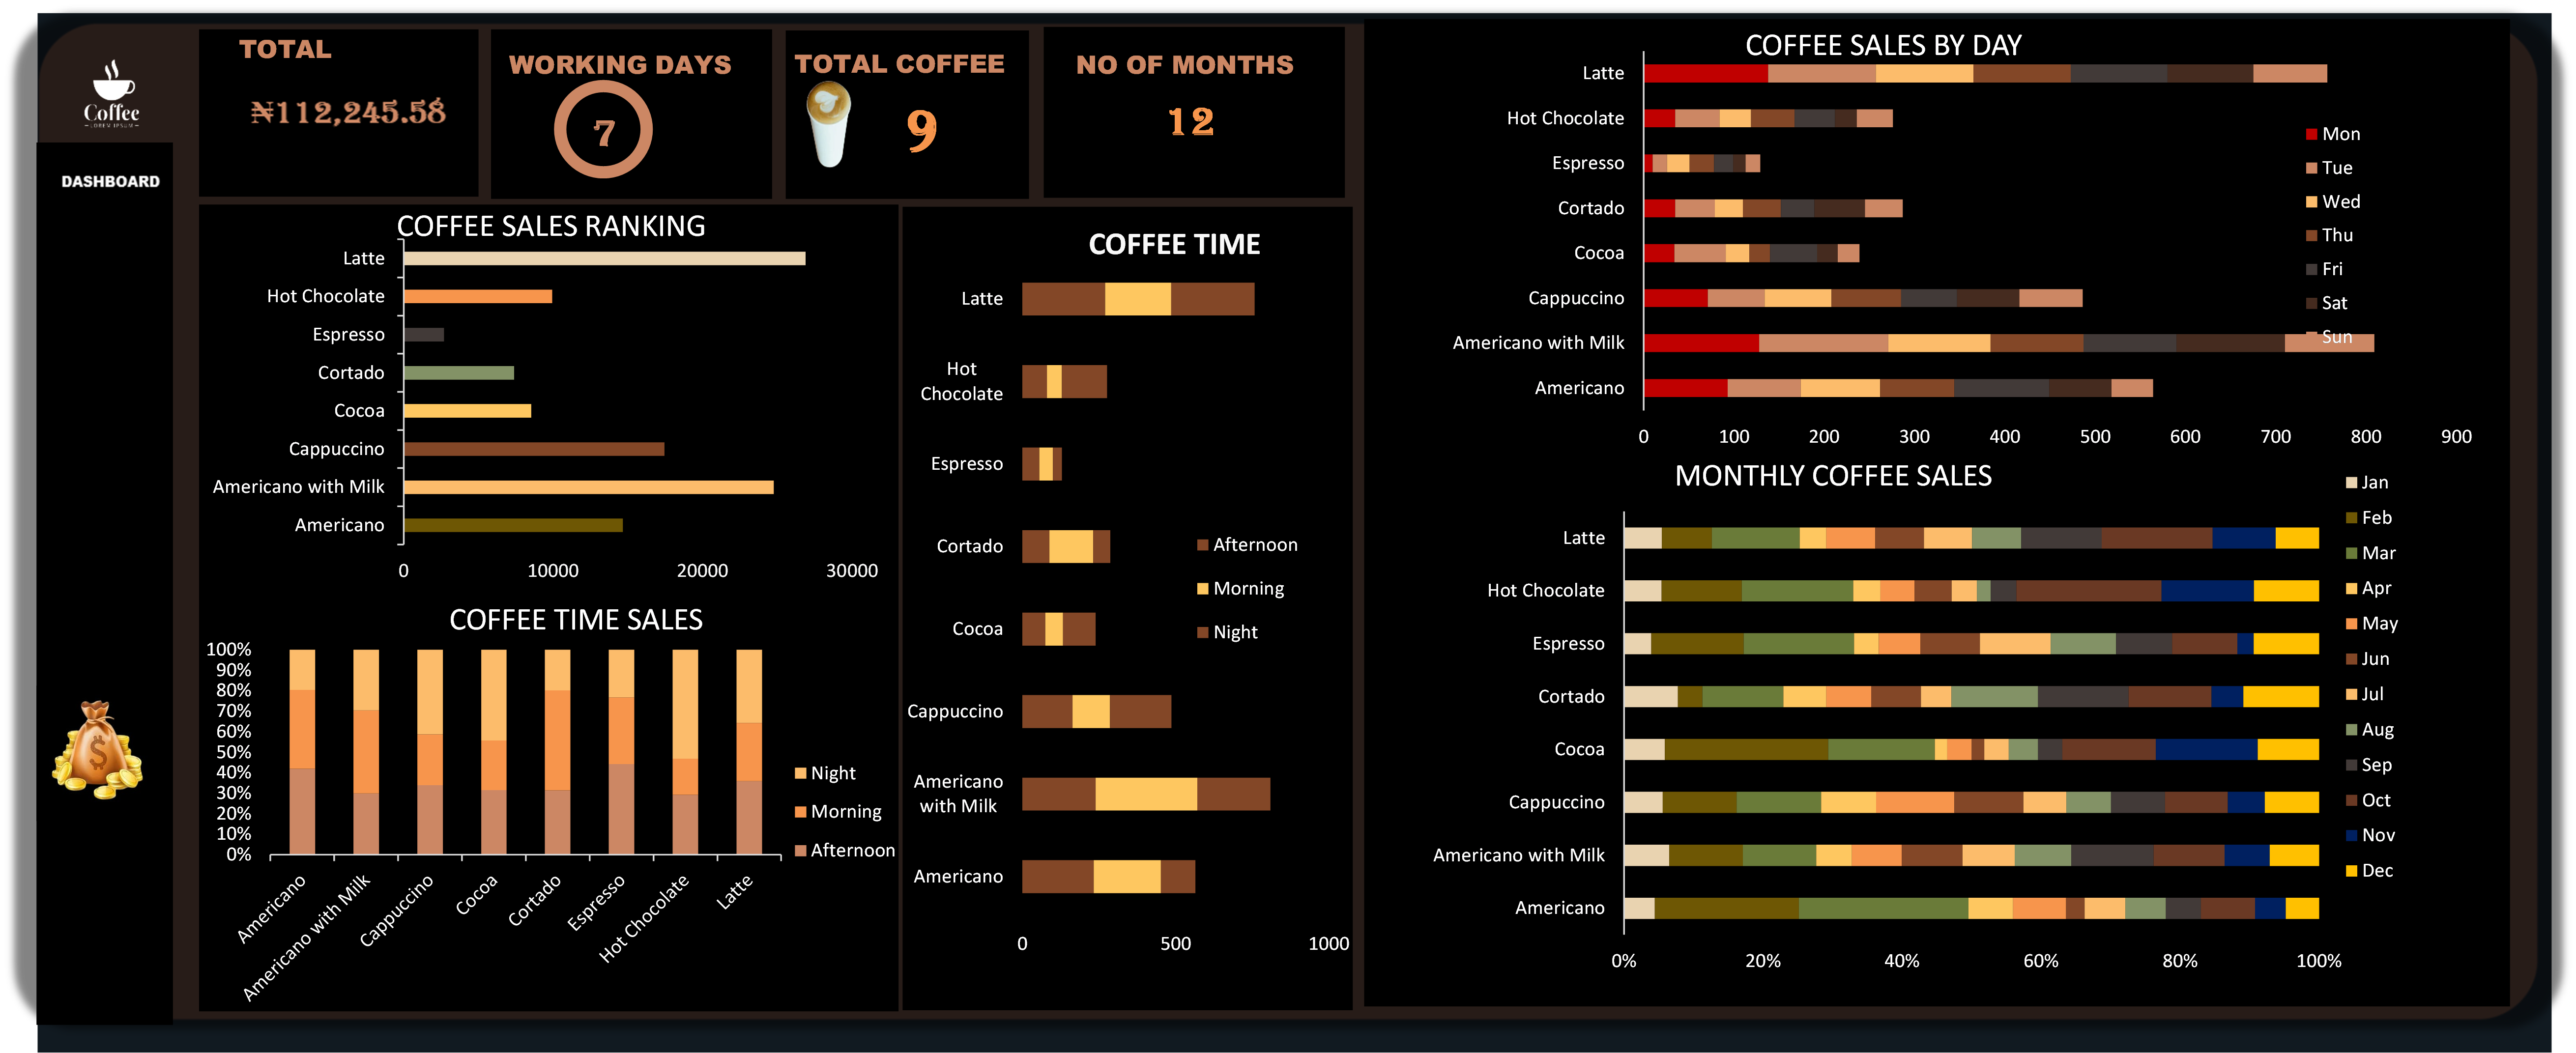 Coffee
LOREM IPSUM
DASHBOARD
$
TOTAL
₦112,245.58
WORKING DAYS
7
TOTAL COFFEE
9
NO OF MONTHS
12
COFFEE SALES RANKING
Latte
Hot Chocolate
Espresso
Cortado
Cocoa
Cappuccino
Americano with Milk
Americano
0 10000 20000 30000
COFFEE TIME SALES
100%
90%
80%
70%
60%
50%
40%
30%
20%
10%
0%
Night
Morning
Afternoon
Americano
Americano with Milk
Cappuccino
Cocoa
Cortado
Espresso
Hot Chocolate
Latte
COFFEE TIME
Latte
Hot
Chocolate
Espresso
Cortado
Cocoa
Cappuccino
Americano
with Milk
Americano
Afternoon
Morning
Night
0 500 1000
COFFEE SALES BY DAY
Latte
Hot Chocolate
Espresso
Cortado
Cocoa
Cappuccino
Americano with Milk
Americano
Mon
Tue
Wed
Thu
Fri
Sat
Sun
0 100 200 300 400 500 600 700 800 900
MONTHLY COFFEE SALES
Latte
Hot Chocolate
Espresso
Cortado
Cocoa
Cappuccino
Americano with Milk
Americano
0% 20% 40% 60% 80% 100%
Jan
Feb
Mar
Apr
May
Jun
Jul
Aug
Sep
Oct
Nov
Dec